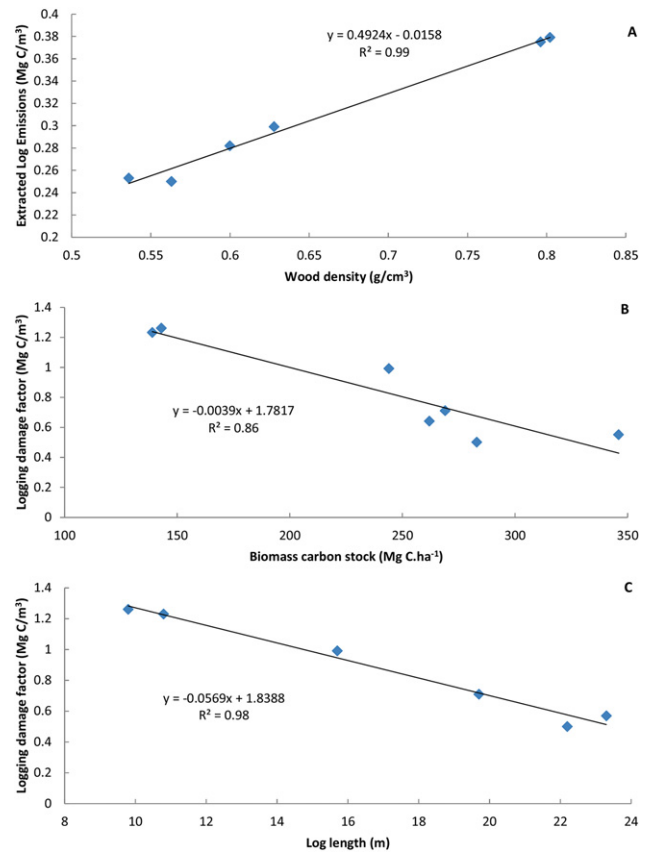 A
y = 0.4924x - 0.0158
R² = 0.99
Extracted Log Emissions (Mg C/m³)
0.38
0.36
0.34
0.32
0.3
0.28
0.26
0.24
0.22
0.2
0.5 0.55 0.6 0.65 0.7 0.75 0.8 0.85
Wood density (g/cm³)
B
y = -0.0039x + 1.7817
R² = 0.86
Logging damage factor (Mg C/m³)
1.4
1.2
1
0.8
0.6
0.4
0.2
0
100 150 200 250 300 350
Biomass carbon stock (Mg C.ha⁻¹)
C
y = -0.0569x + 1.8388
R² = 0.98
Logging damage factor (Mg C/m³)
1.4
1.2
1
0.8
0.6
0.4
0.2
0
8 10 12 14 16 18 20 22 24
Log length (m)